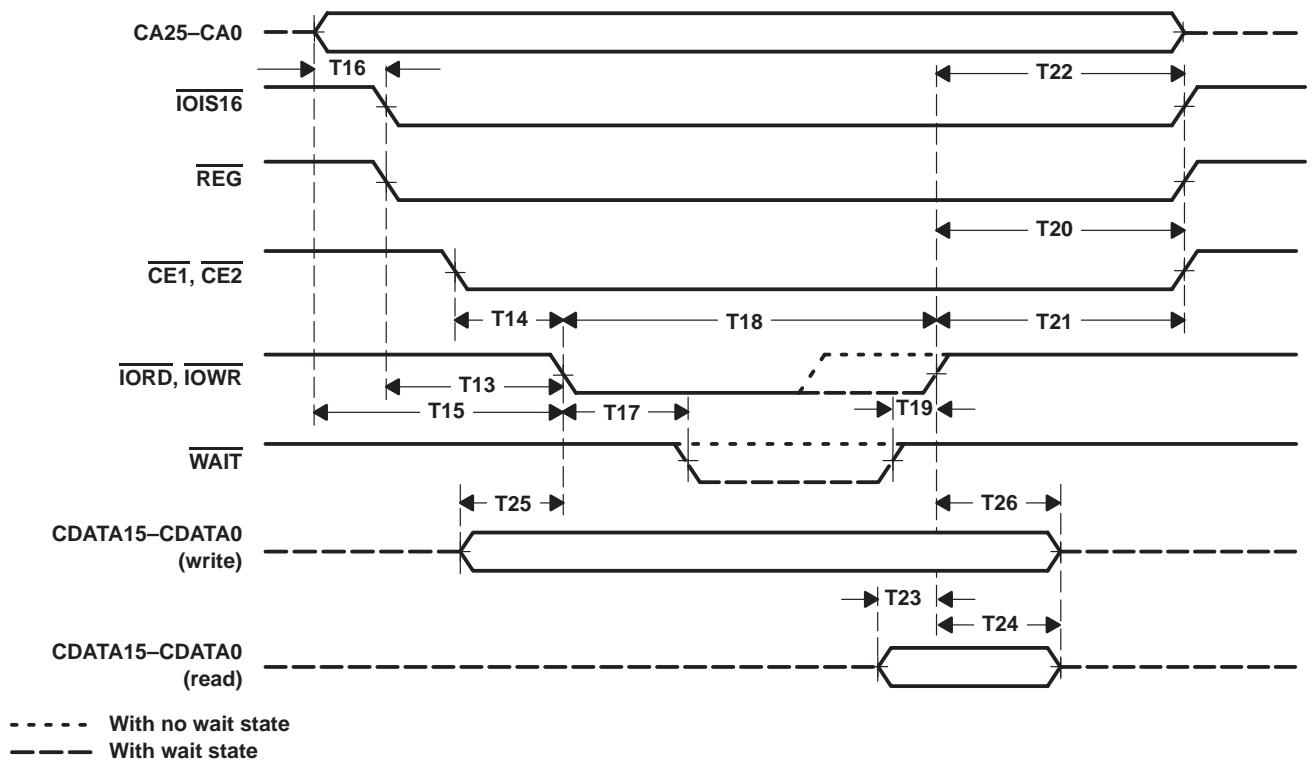 CA25–CA0
T16
T22
IOIS16
REG
T20
CE1, CE2
T14
T18
T21
IORD, IOWR
T13
T19
T15
T17
WAIT
T25
T26
CDATA15–CDATA0
(write)
T23
T24
CDATA15–CDATA0
(read)
With no wait state
With wait state